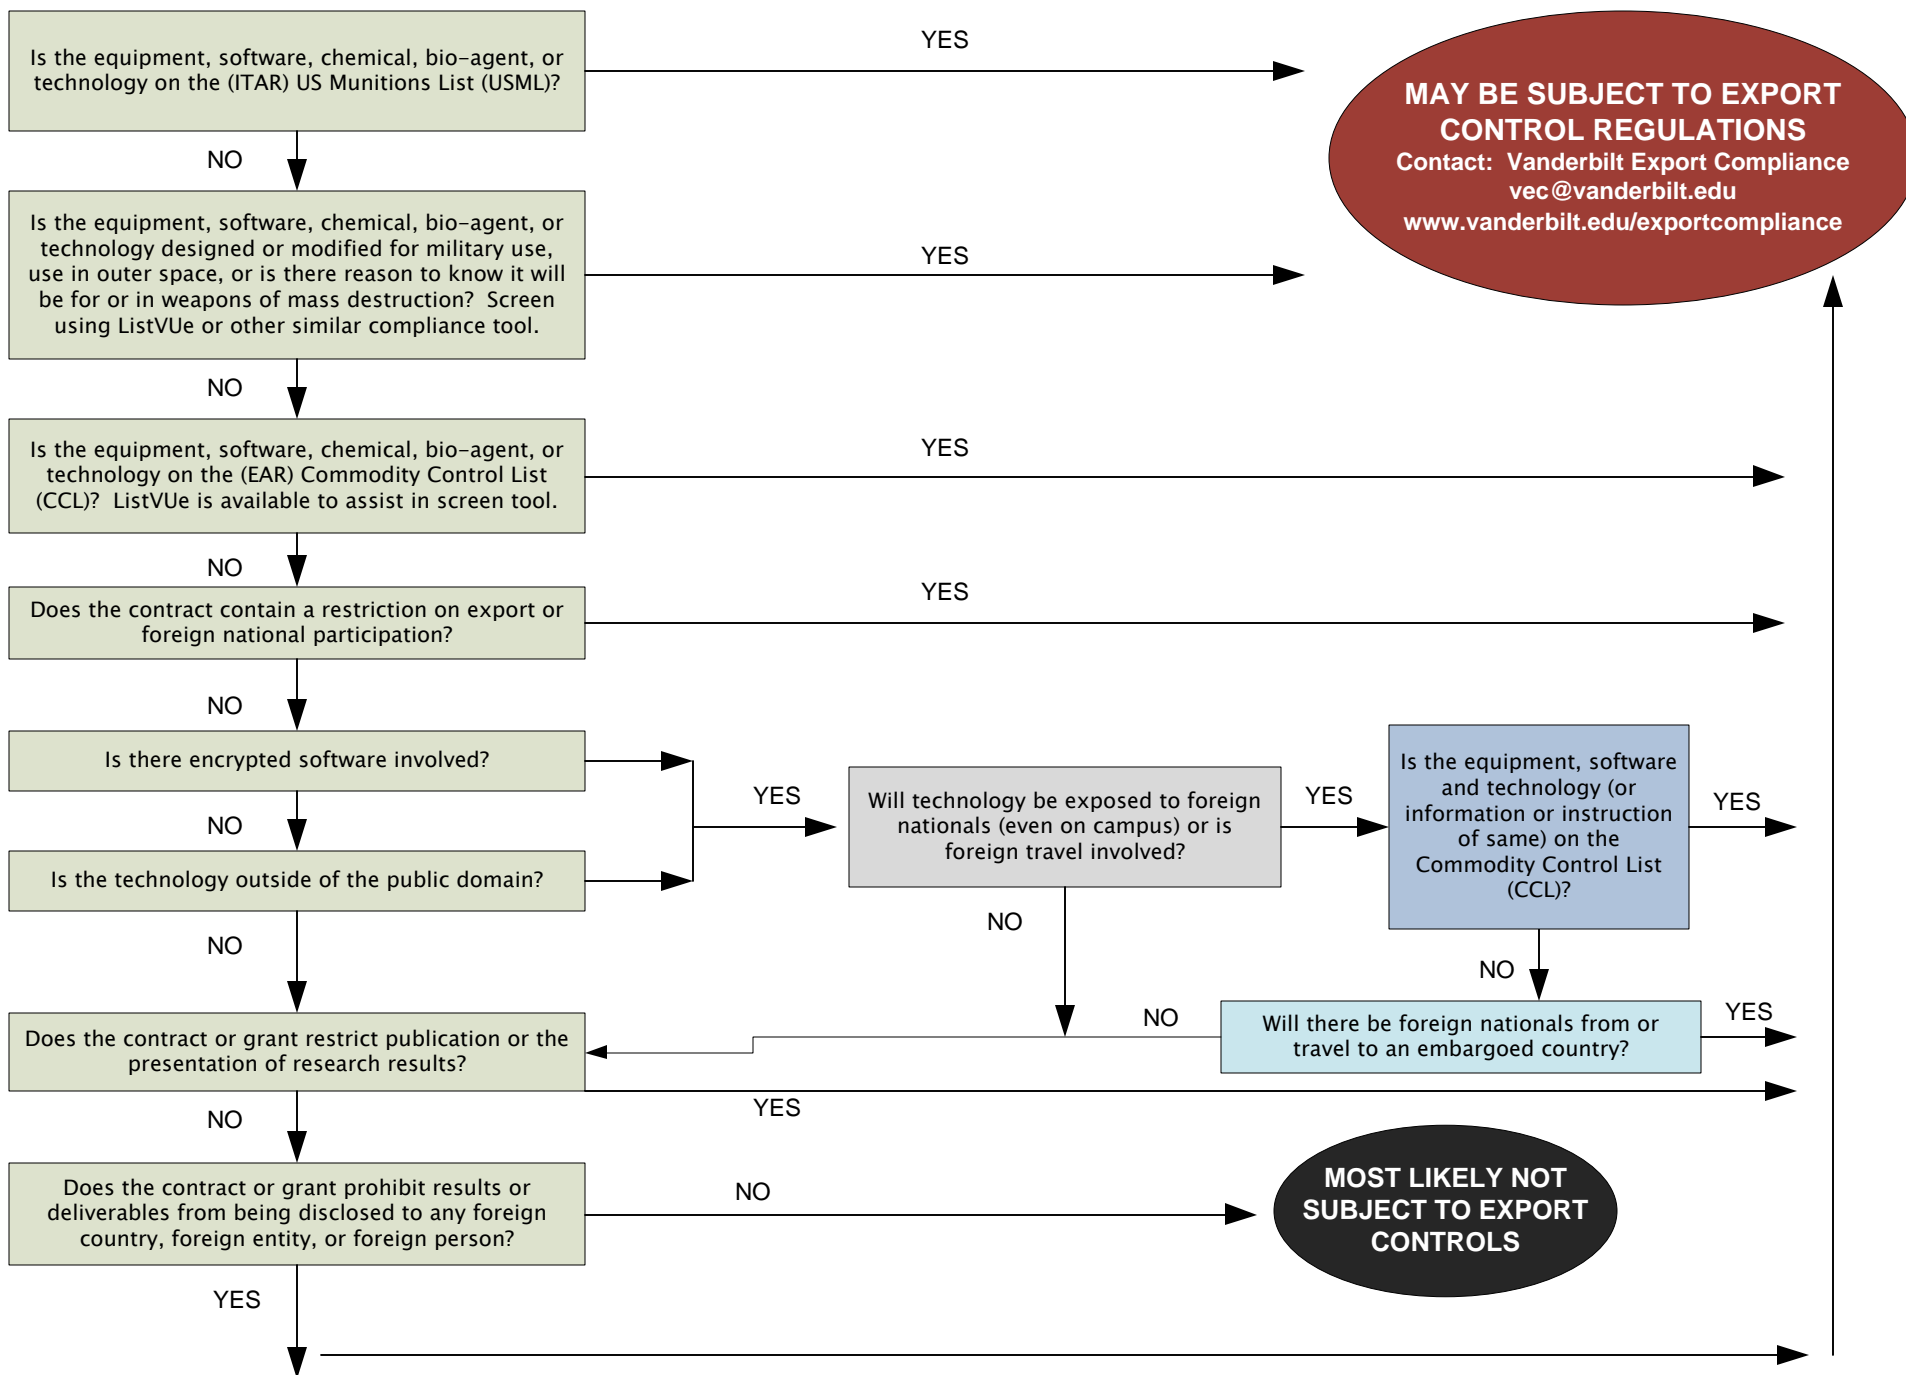 Is the equipment, software, chemical, bio-agent, or
technology on the (ITAR) US Munitions List (USML)?
YES
MAY BE SUBJECT TO EXPORT
CONTROL REGULATIONS
Contact:  Vanderbilt Export Compliance
vec@vanderbilt.edu
www.vanderbilt.edu/exportcompliance
NO
Is the equipment, software, chemical, bio-agent, or
technology designed or modified for military use,
use in outer space, or is there reason to know it will
be for or in weapons of mass destruction?  Screen
using ListVUe or other similar compliance tool.
YES
NO
Is the equipment, software, chemical, bio-agent, or
technology on the (EAR) Commodity Control List
(CCL)?  ListVUe is available to assist in screen tool.
YES
NO
Does the contract contain a restriction on export or
foreign national participation?
YES
NO
Is there encrypted software involved?
NO
Is the technology outside of the public domain?
YES
Will technology be exposed to foreign
nationals (even on campus) or is
foreign travel involved?
YES
Is the equipment, software
and technology (or
information or instruction
of same) on the
Commodity Control List
(CCL)?
YES
NO
NO
NO
Does the contract or grant restrict publication or the
presentation of research results?
NO
Will there be foreign nationals from or
travel to an embargoed country?
YES
YES
NO
Does the contract or grant prohibit results or
deliverables from being disclosed to any foreign
country, foreign entity, or foreign person?
NO
MOST LIKELY NOT
SUBJECT TO EXPORT
CONTROLS
YES